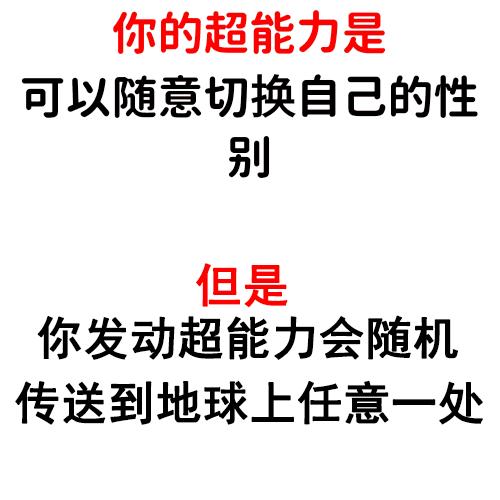 你的超能力是
可以随意切换自己的性
别
但是
你发动超能力会随机
传送到地球上任意一处